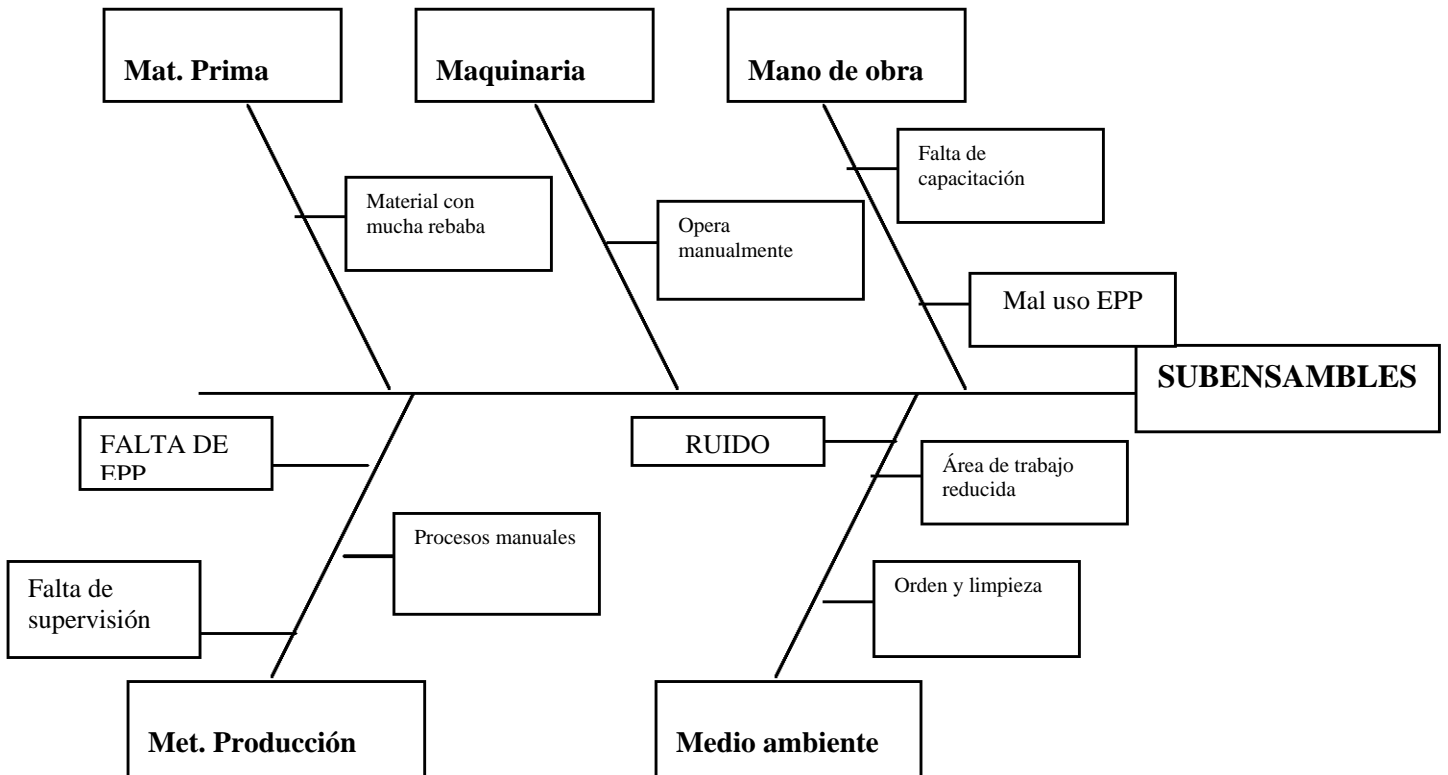 Mat. Prima
Maquinaria
Mano de obra
Falta de
capacitación
Material con
mucha rebaba
Opera
manualmente
Mal uso EPP
SUBENSAMBLES
FALTA DE
EPP
RUIDO
Área de trabajo
reducida
Procesos manuales
Orden y limpieza
Falta de
supervisión
Met. Producción
Medio ambiente